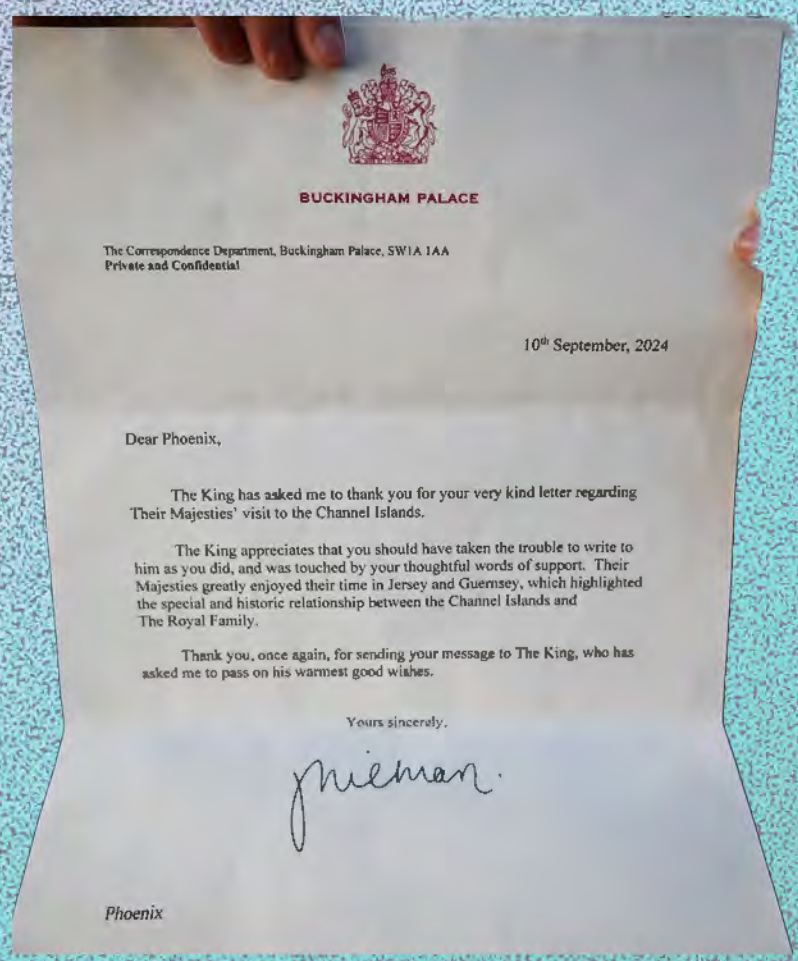 BUCKINGHAM PALACE
The Correspondence Department, Buckingham Palace, SW1A 1AA
Private and Confidential
10th September, 2024
Dear Phoenix,
The King has asked me to thank you for your very kind letter regarding
Their Majesties' visit to the Channel Islands.
The King appreciates that you should have taken the trouble to write to
him as you did, and was touched by your thoughtful words of support. Their
Majesties greatly enjoyed their time in Jersey and Guernsey, which highlighted
the special and historic relationship between the Channel Islands and
The Royal Family.
Thank you, once again, for sending your message to The King, who has
asked me to pass on his warmest good wishes.
Yours sincerely,
Phoenix